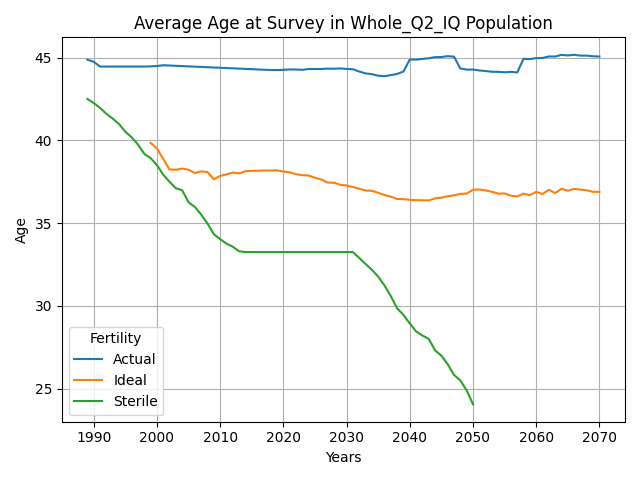 Average Age at Survey in Whole_Q2_IQ Population
Age
45
40
35
30
25
Fertility
Actual
Ideal
Sterile
1990 2000 2010 2020 2030 2040 2050 2060 2070
Years